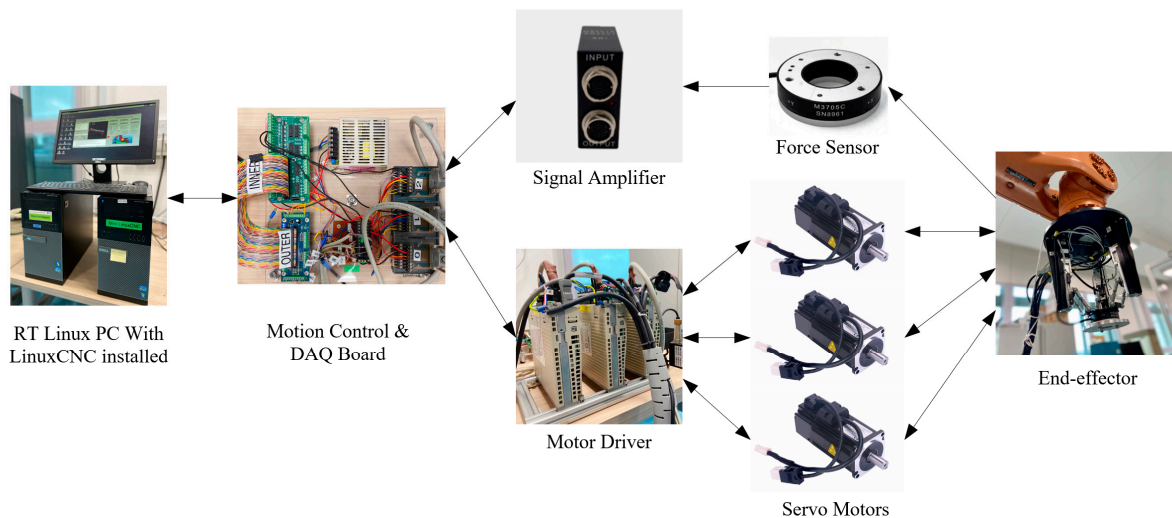 INPUT
OUTPUT
M3705C
SN8961
Force Sensor
Signal Amplifier
INNER
OUTER
RT Linux PC With
LinuxCNC installed
Motion Control &
DAQ Board
Motor Driver
End-effector
Servo Motors